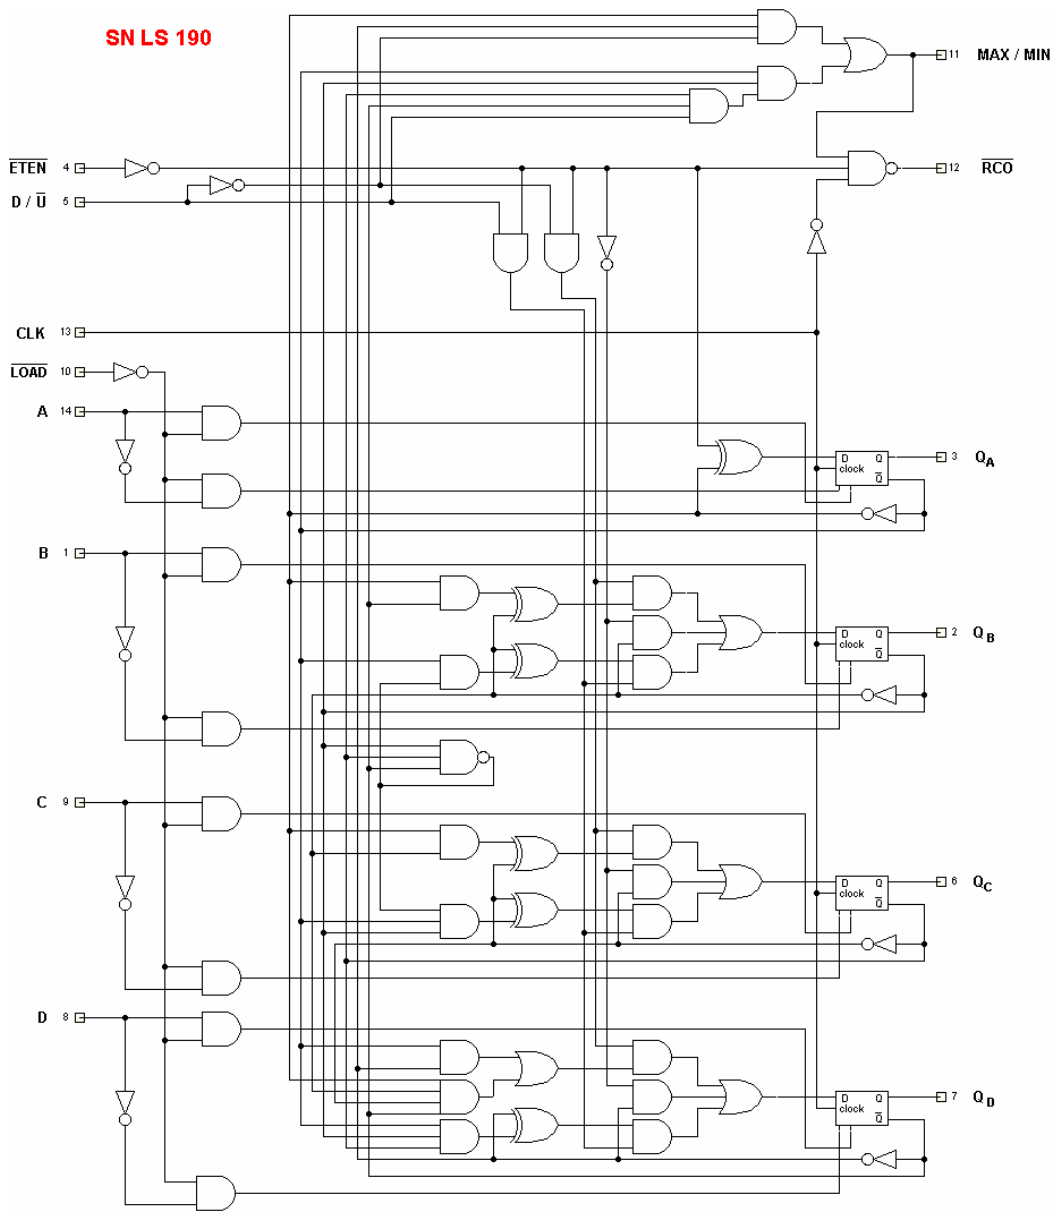 SN LS 190
11 MAX / MIN
ETEN 4
12 RCO
D / U 5
CLK 13
LOAD 10
A 14
D Q
clock
Q
3 QA
B 1
D Q
clock
Q
2 QB
C 9
D Q
clock
Q
6 QC
D 8
D Q
clock
Q
7 QD